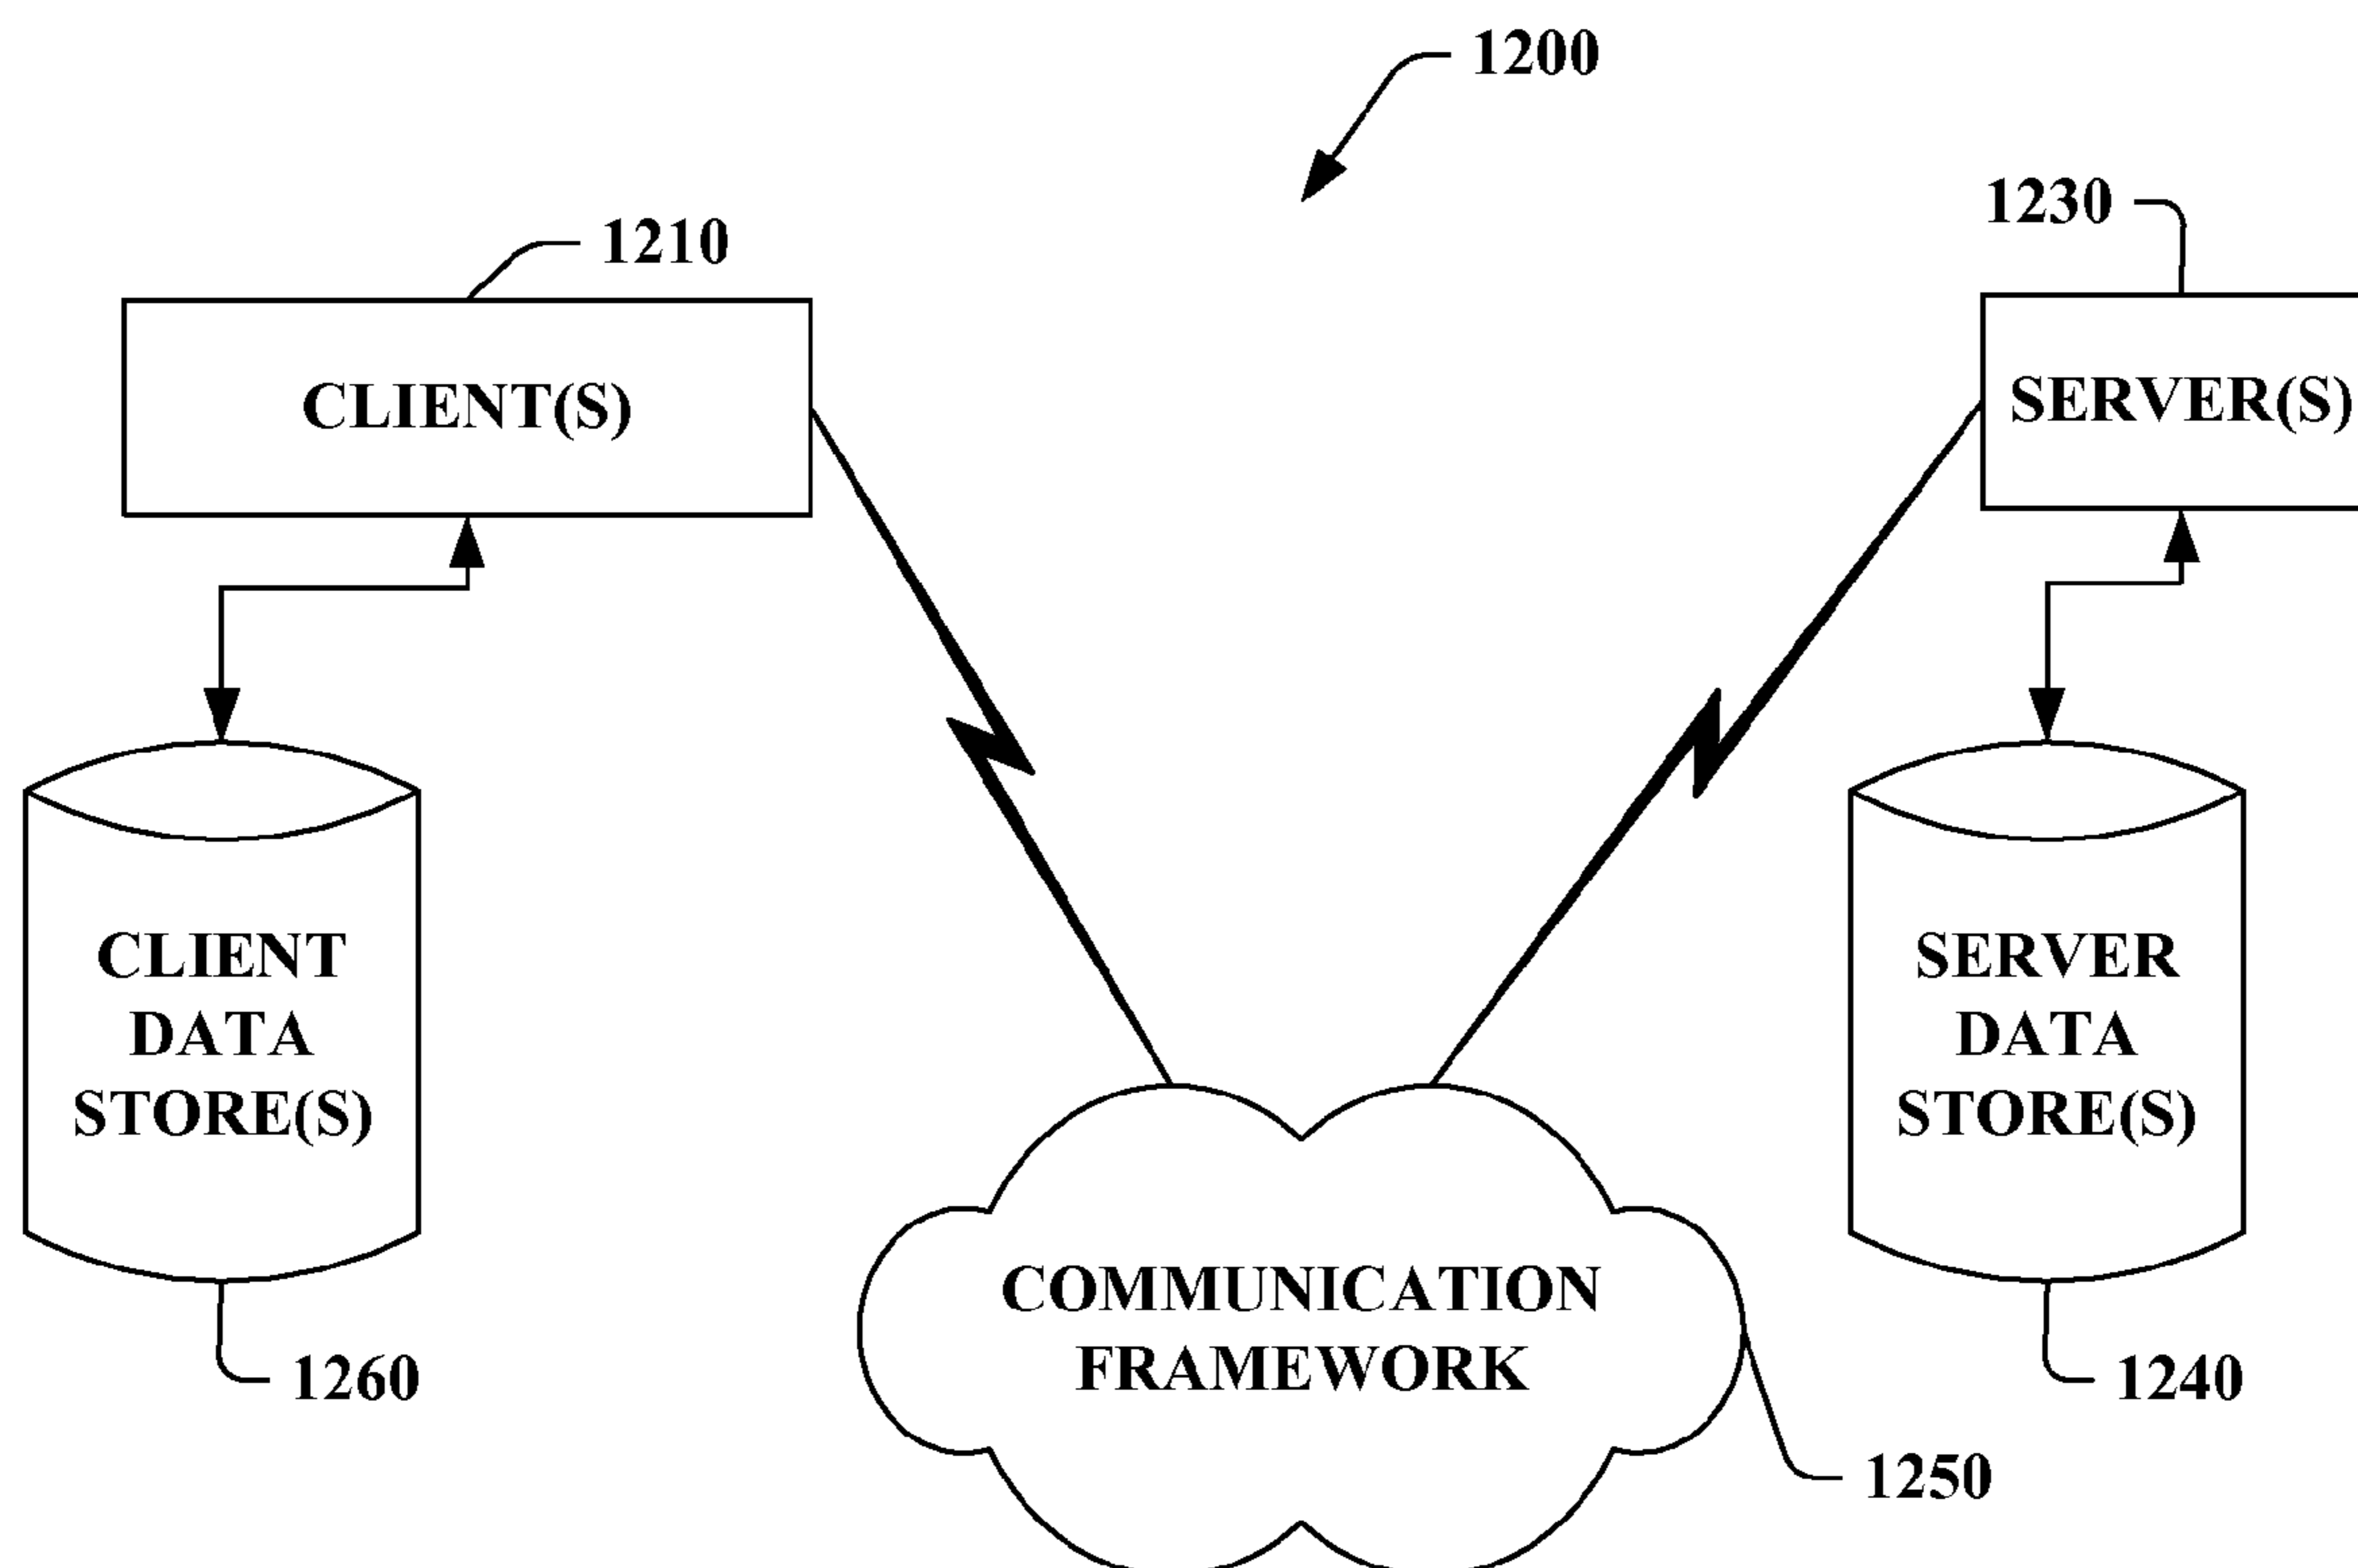 1200
1210
1230
CLIENT(S)
SERVER(S)
CLIENT
DATA
STORE(S)
SERVER
DATA
STORE(S)
COMMUNICATION
FRAMEWORK
1260
1240
1250